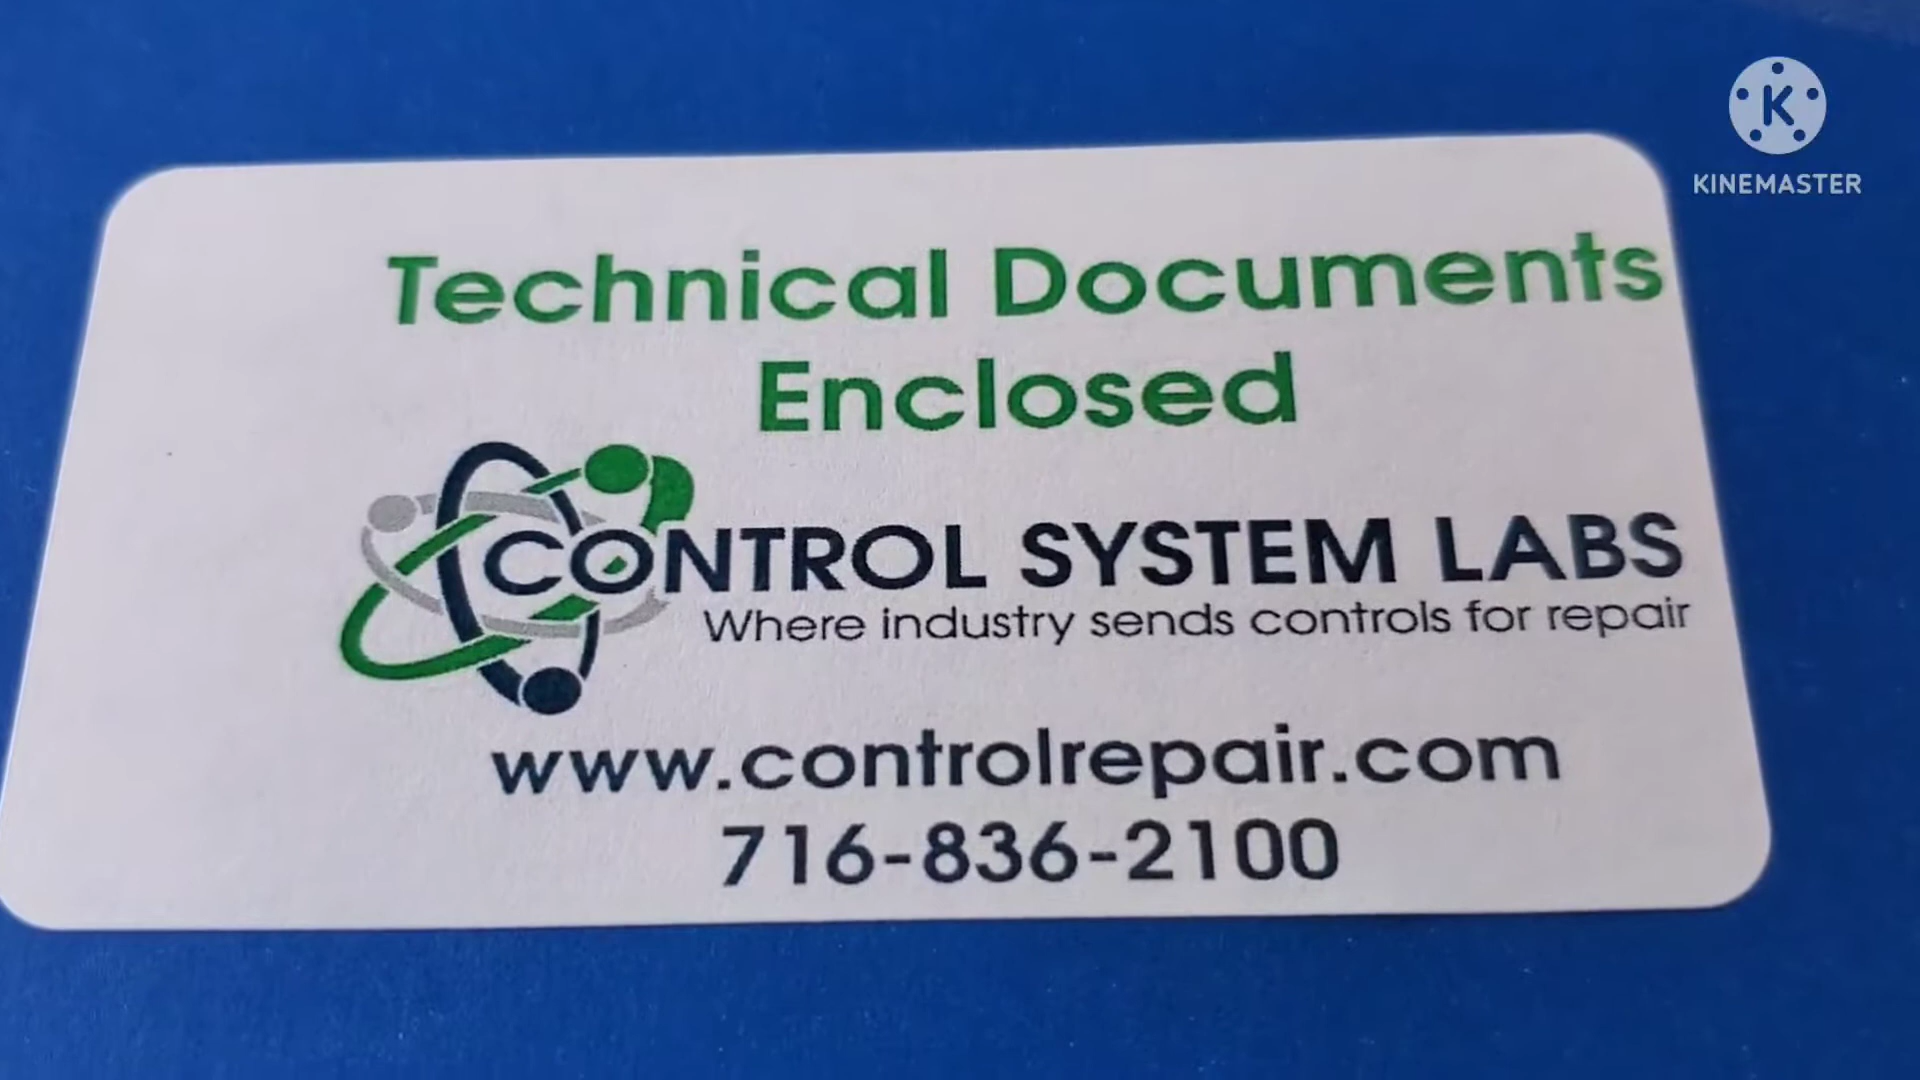 K
KINEMASTER
Technical Documents
Enclosed
CONTROL SYSTEM LABS
Where industry sends controls for repair
www.controlrepair.com
716-836-2100